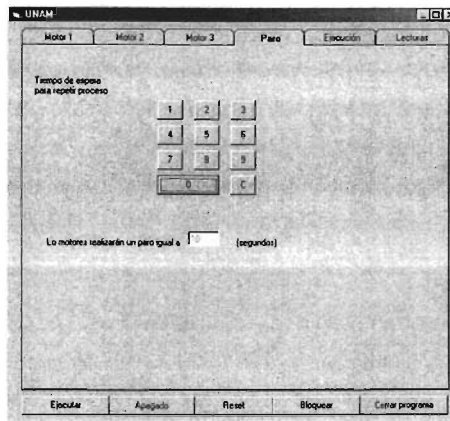 UNAM
Motor 1 Motor 2 Motor 3 Paro Ejecución Lecturas
Tiempo de espera
para repetir proceso
1 2 3
4 5 6
7 8 9
0 C
Lo motores realizarán un paro igual a 10 (segundos)
Ejecutar Apagado Reset Bloquear Cerrar programa